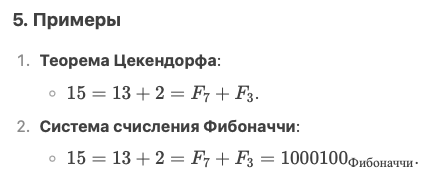 5. Примеры
1. Теорема Цекендорфа:
◦ 15 = 13 + 2 = F₇ + F₃.
2. Система счисления Фибоначчи:
◦ 15 = 13 + 2 = F₇ + F₃ = 1000100Фибоначчи.